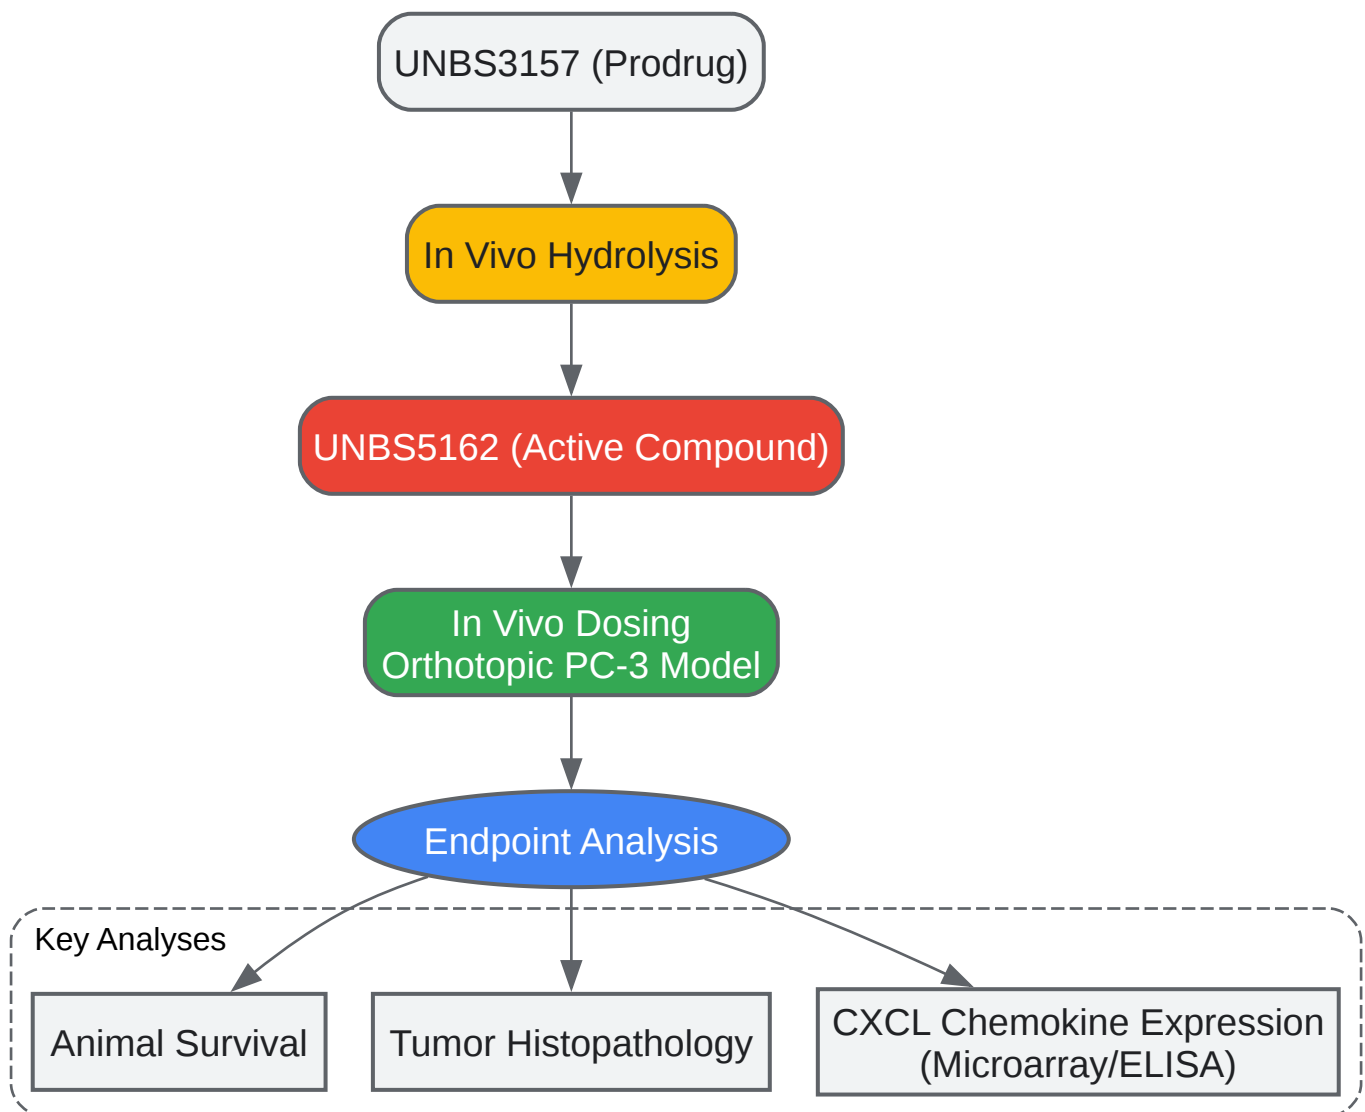 UNBS3157 (Prodrug)
In Vivo Hydrolysis
UNBS5162 (Active Compound)
In Vivo Dosing
Orthotopic PC-3 Model
Endpoint Analysis
Key Analyses
Animal Survival
Tumor Histopathology
CXCL Chemokine Expression
(Microarray/ELISA)